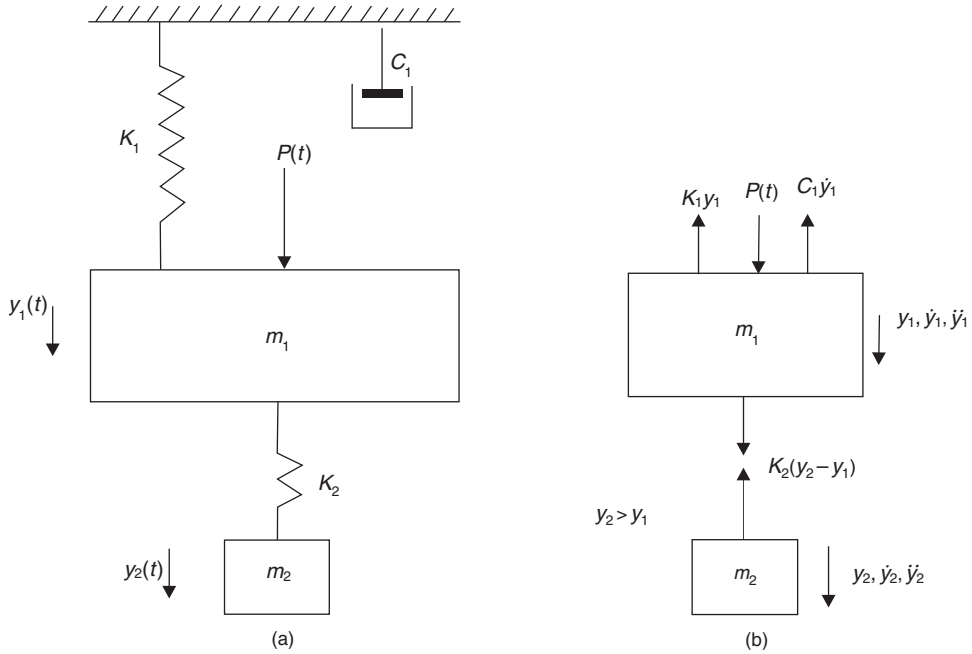 C₁
K₁
P(t)
y₁(t)
m₁
K₂
y₂(t)
m₂
(a)
K₁y₁
P(t)
C₁ẏ₁
m₁
y₁, ẏ₁, ÿ₁
K₂(y₂ − y₁)
y₂ > y₁
m₂
y₂, ẏ₂, ÿ₂
(b)